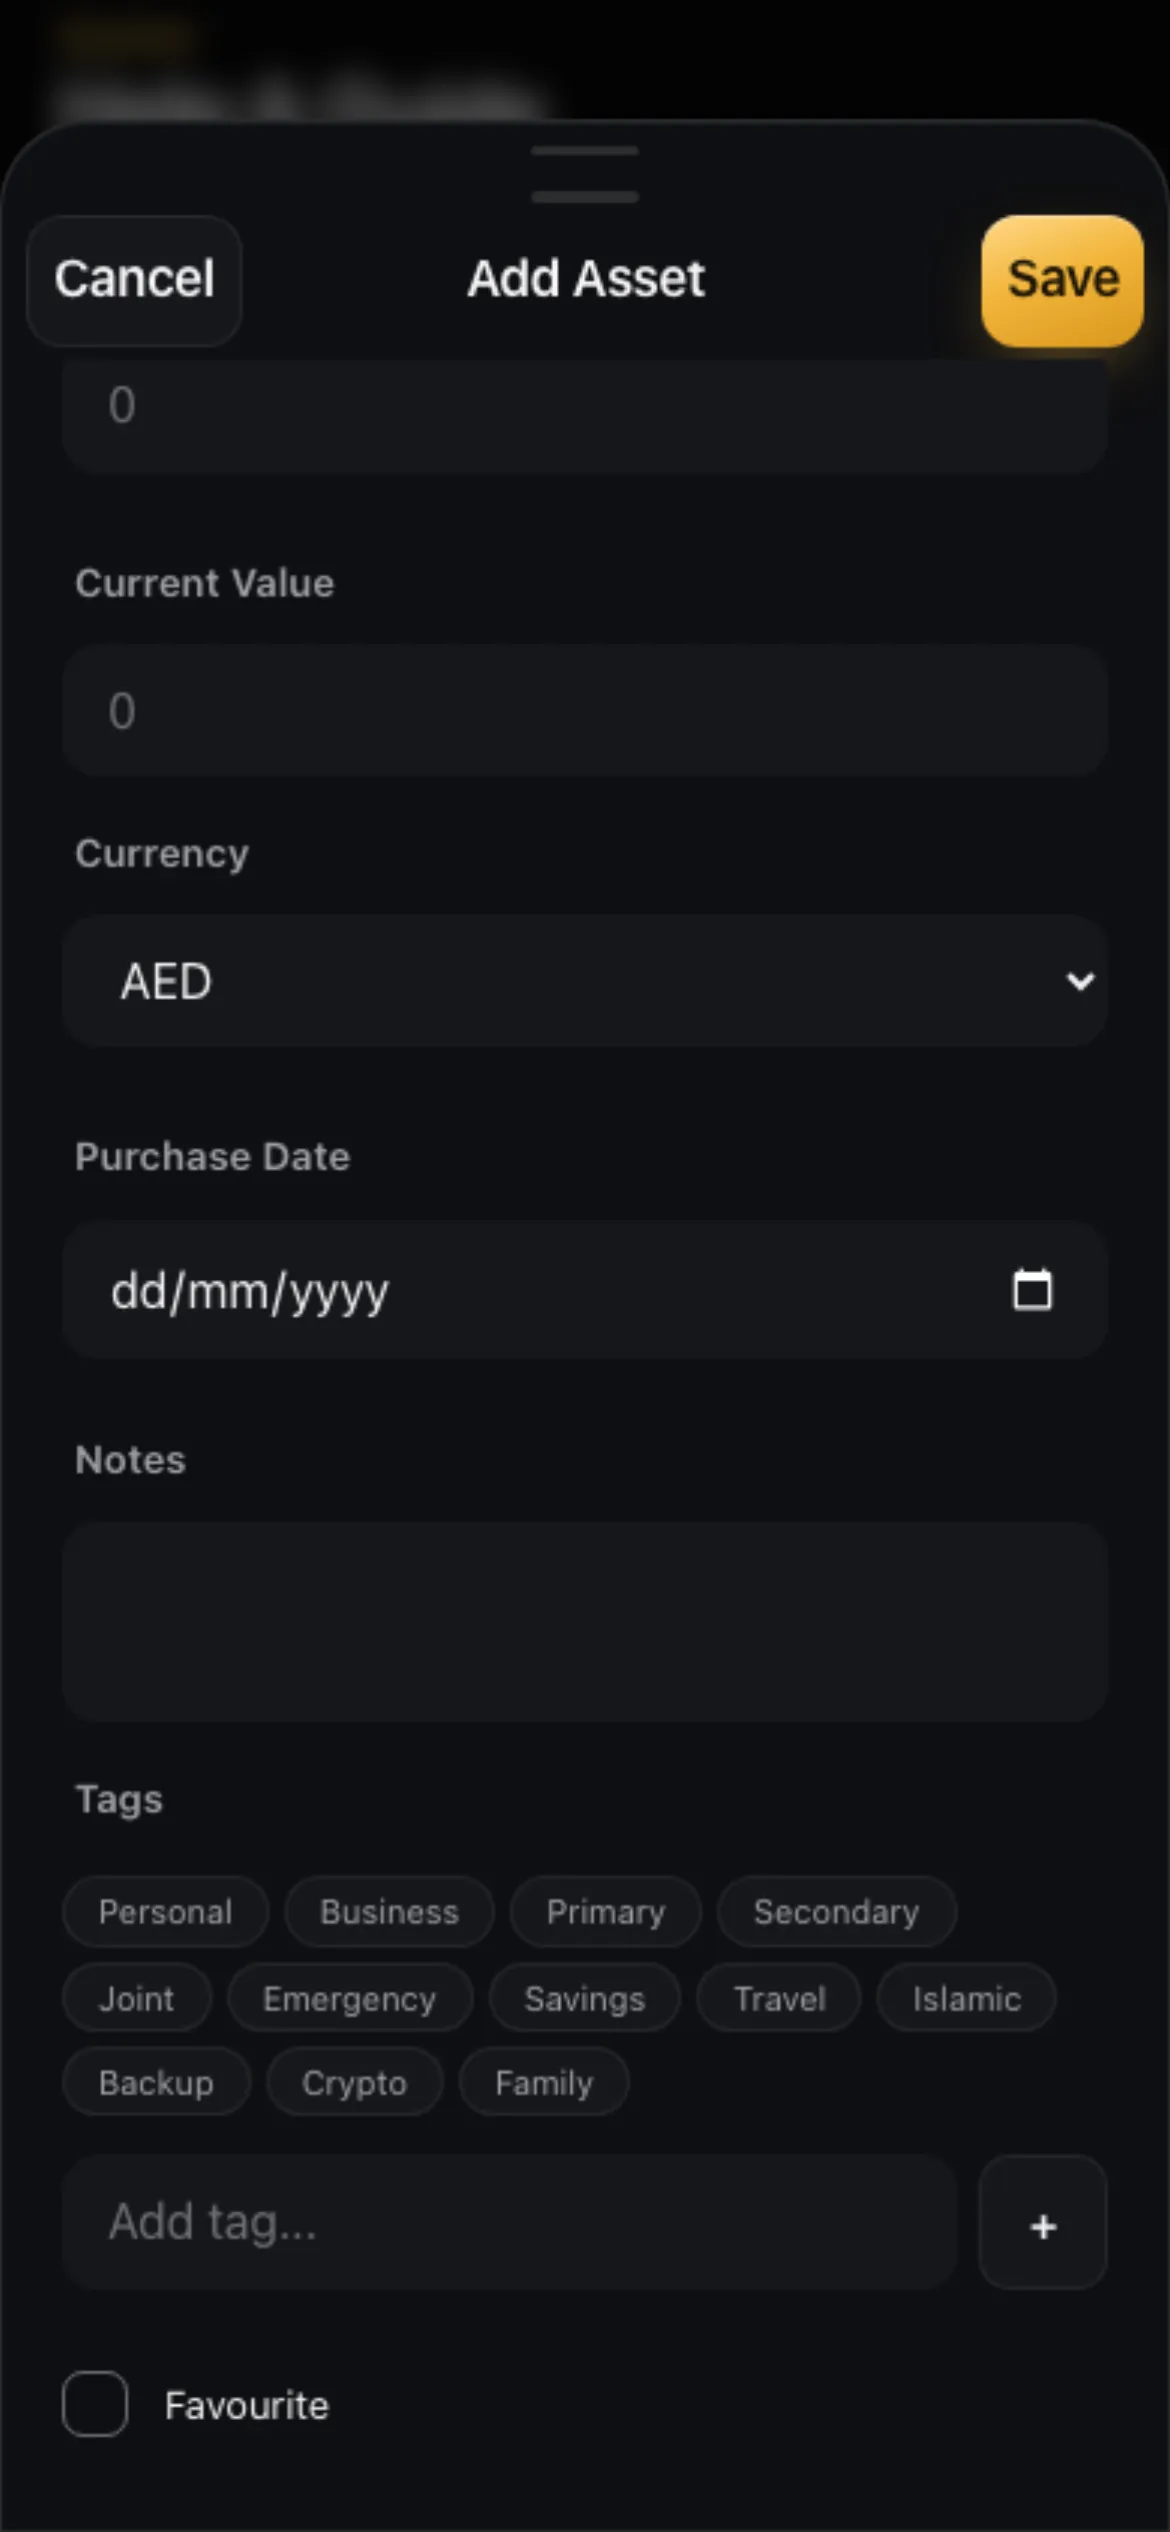 Cancel
Add Asset
Save
0
Current Value
0
Currency
AED
Purchase Date
dd/mm/yyyy
Notes
Tags
Personal Business Primary Secondary
Joint Emergency Savings Travel Islamic
Backup Crypto Family
Add tag...
+
Favourite